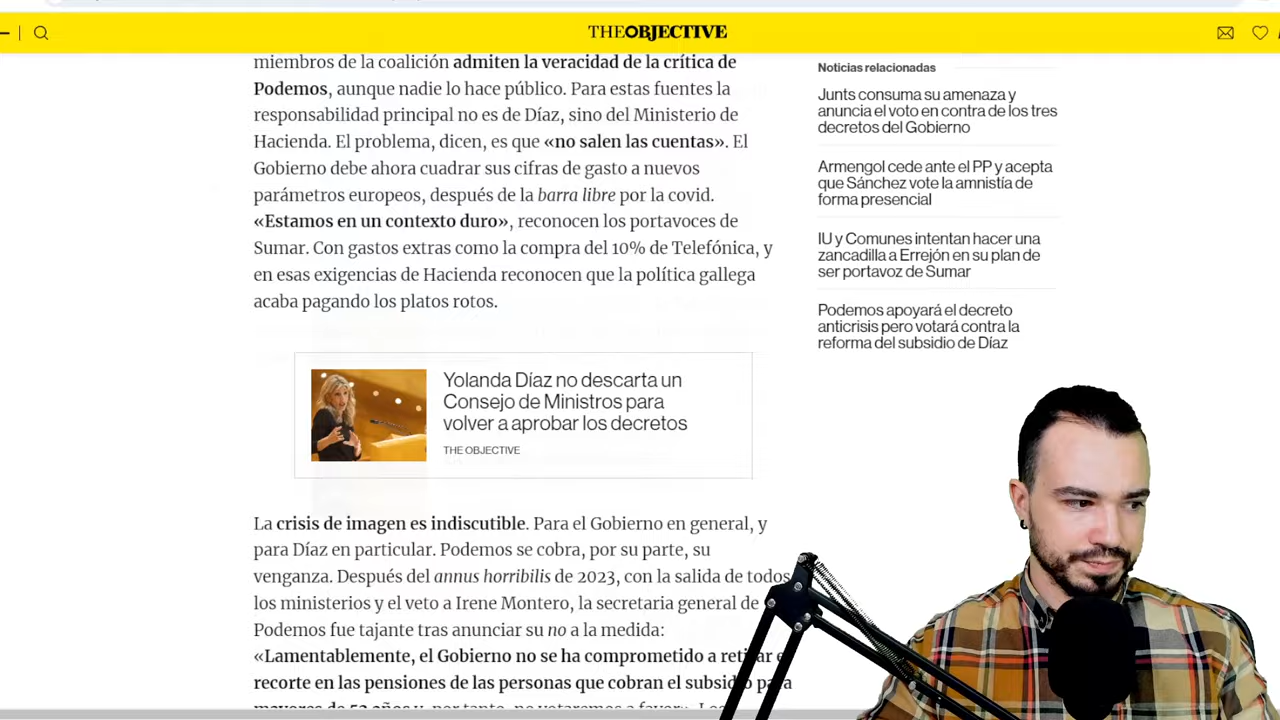 THEOBJECTIVE
miembros de la coalición admiten la veracidad de la crítica de
Podemos, aunque nadie lo hace público. Para estas fuentes la
responsabilidad principal no es de Díaz, sino del Ministerio de
Hacienda. El problema, dicen, es que «no salen las cuentas». El
Gobierno debe ahora cuadrar sus cifras de gasto a nuevos
parámetros europeos, después de la barra libre por la covid.
«Estamos en un contexto duro», reconocen los portavoces de
Sumar. Con gastos extras como la compra del 10% de Telefónica, y
en esas exigencias de Hacienda reconocen que la política gallega
acaba pagando los platos rotos.
Yolanda Díaz no descarta un
Consejo de Ministros para
volver a aprobar los decretos
THE OBJECTIVE
La crisis de imagen es indiscutible. Para el Gobierno en general, y
para Díaz en particular. Podemos se cobra, por su parte, su
venganza. Después del annus horribilis de 2023, con la salida de todos
los ministerios y el veto a Irene Montero, la secretaria general de
Podemos fue tajante tras anunciar su no a la medida:
«Lamentablemente, el Gobierno no se ha comprometido a retirar e
recorte en las pensiones de las personas que cobran el subsidio para
mayores de 52 años y, por tanto, no votaremos a favor». Los
Noticias relacionadas
Junts consuma su amenaza y
anuncia el voto en contra de los tres
decretos del Gobierno
Armengol cede ante el PP y acepta
que Sánchez vote la amnistía de
forma presencial
IU y Comunes intentan hacer una
zancadilla a Errejón en su plan de
ser portavoz de Sumar
Podemos apoyará el decreto
anticrisis pero votará contra la
reforma del subsidio de Díaz